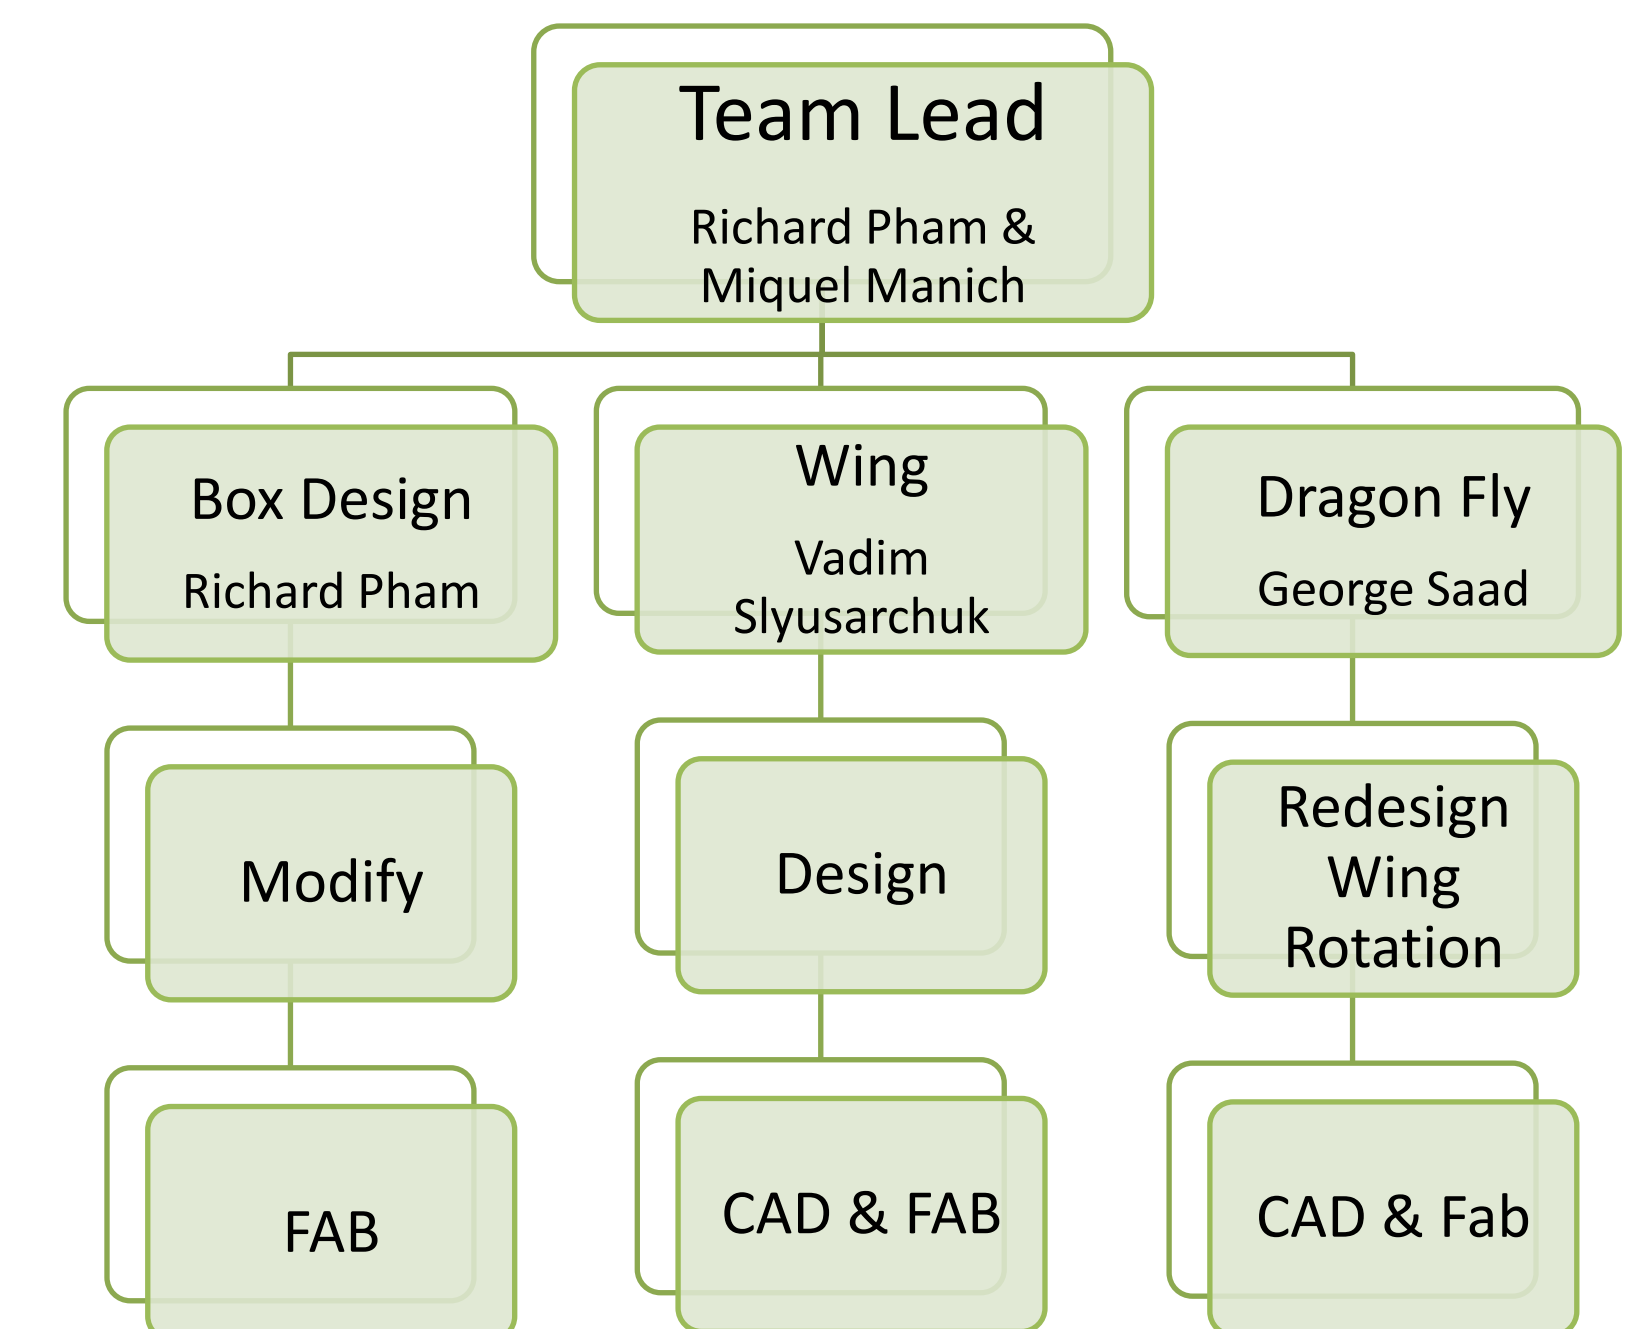 Team Lead
Richard Pham &
Miquel Manich
Box Design
Richard Pham
Wing
Vadim
Slyusarchuk
Dragon Fly
George Saad
Modify
Design
Redesign
Wing
Rotation
FAB
CAD & FAB
CAD & Fab